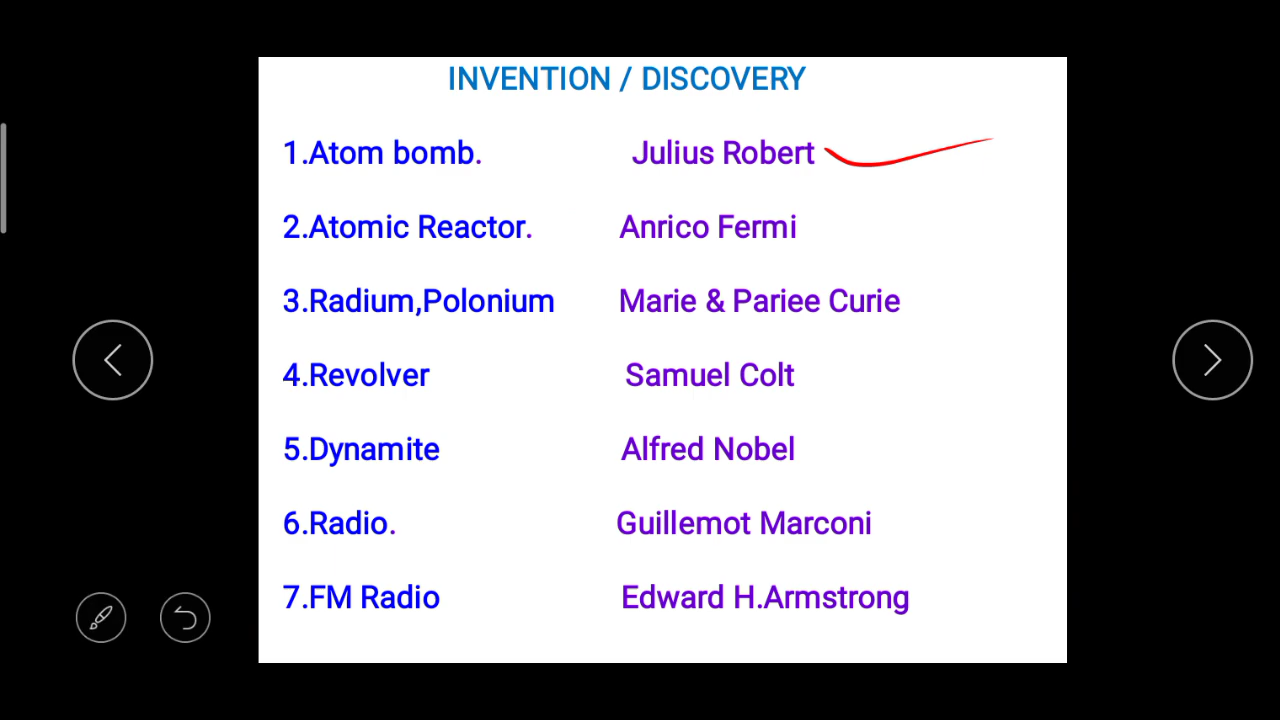 INVENTION / DISCOVERY
1.Atom bomb. Julius Robert
2.Atomic Reactor. Anrico Fermi
3.Radium,Polonium Marie & Pariee Curie
4.Revolver Samuel Colt
5.Dynamite Alfred Nobel
6.Radio. Guillemot Marconi
7.FM Radio Edward H.Armstrong